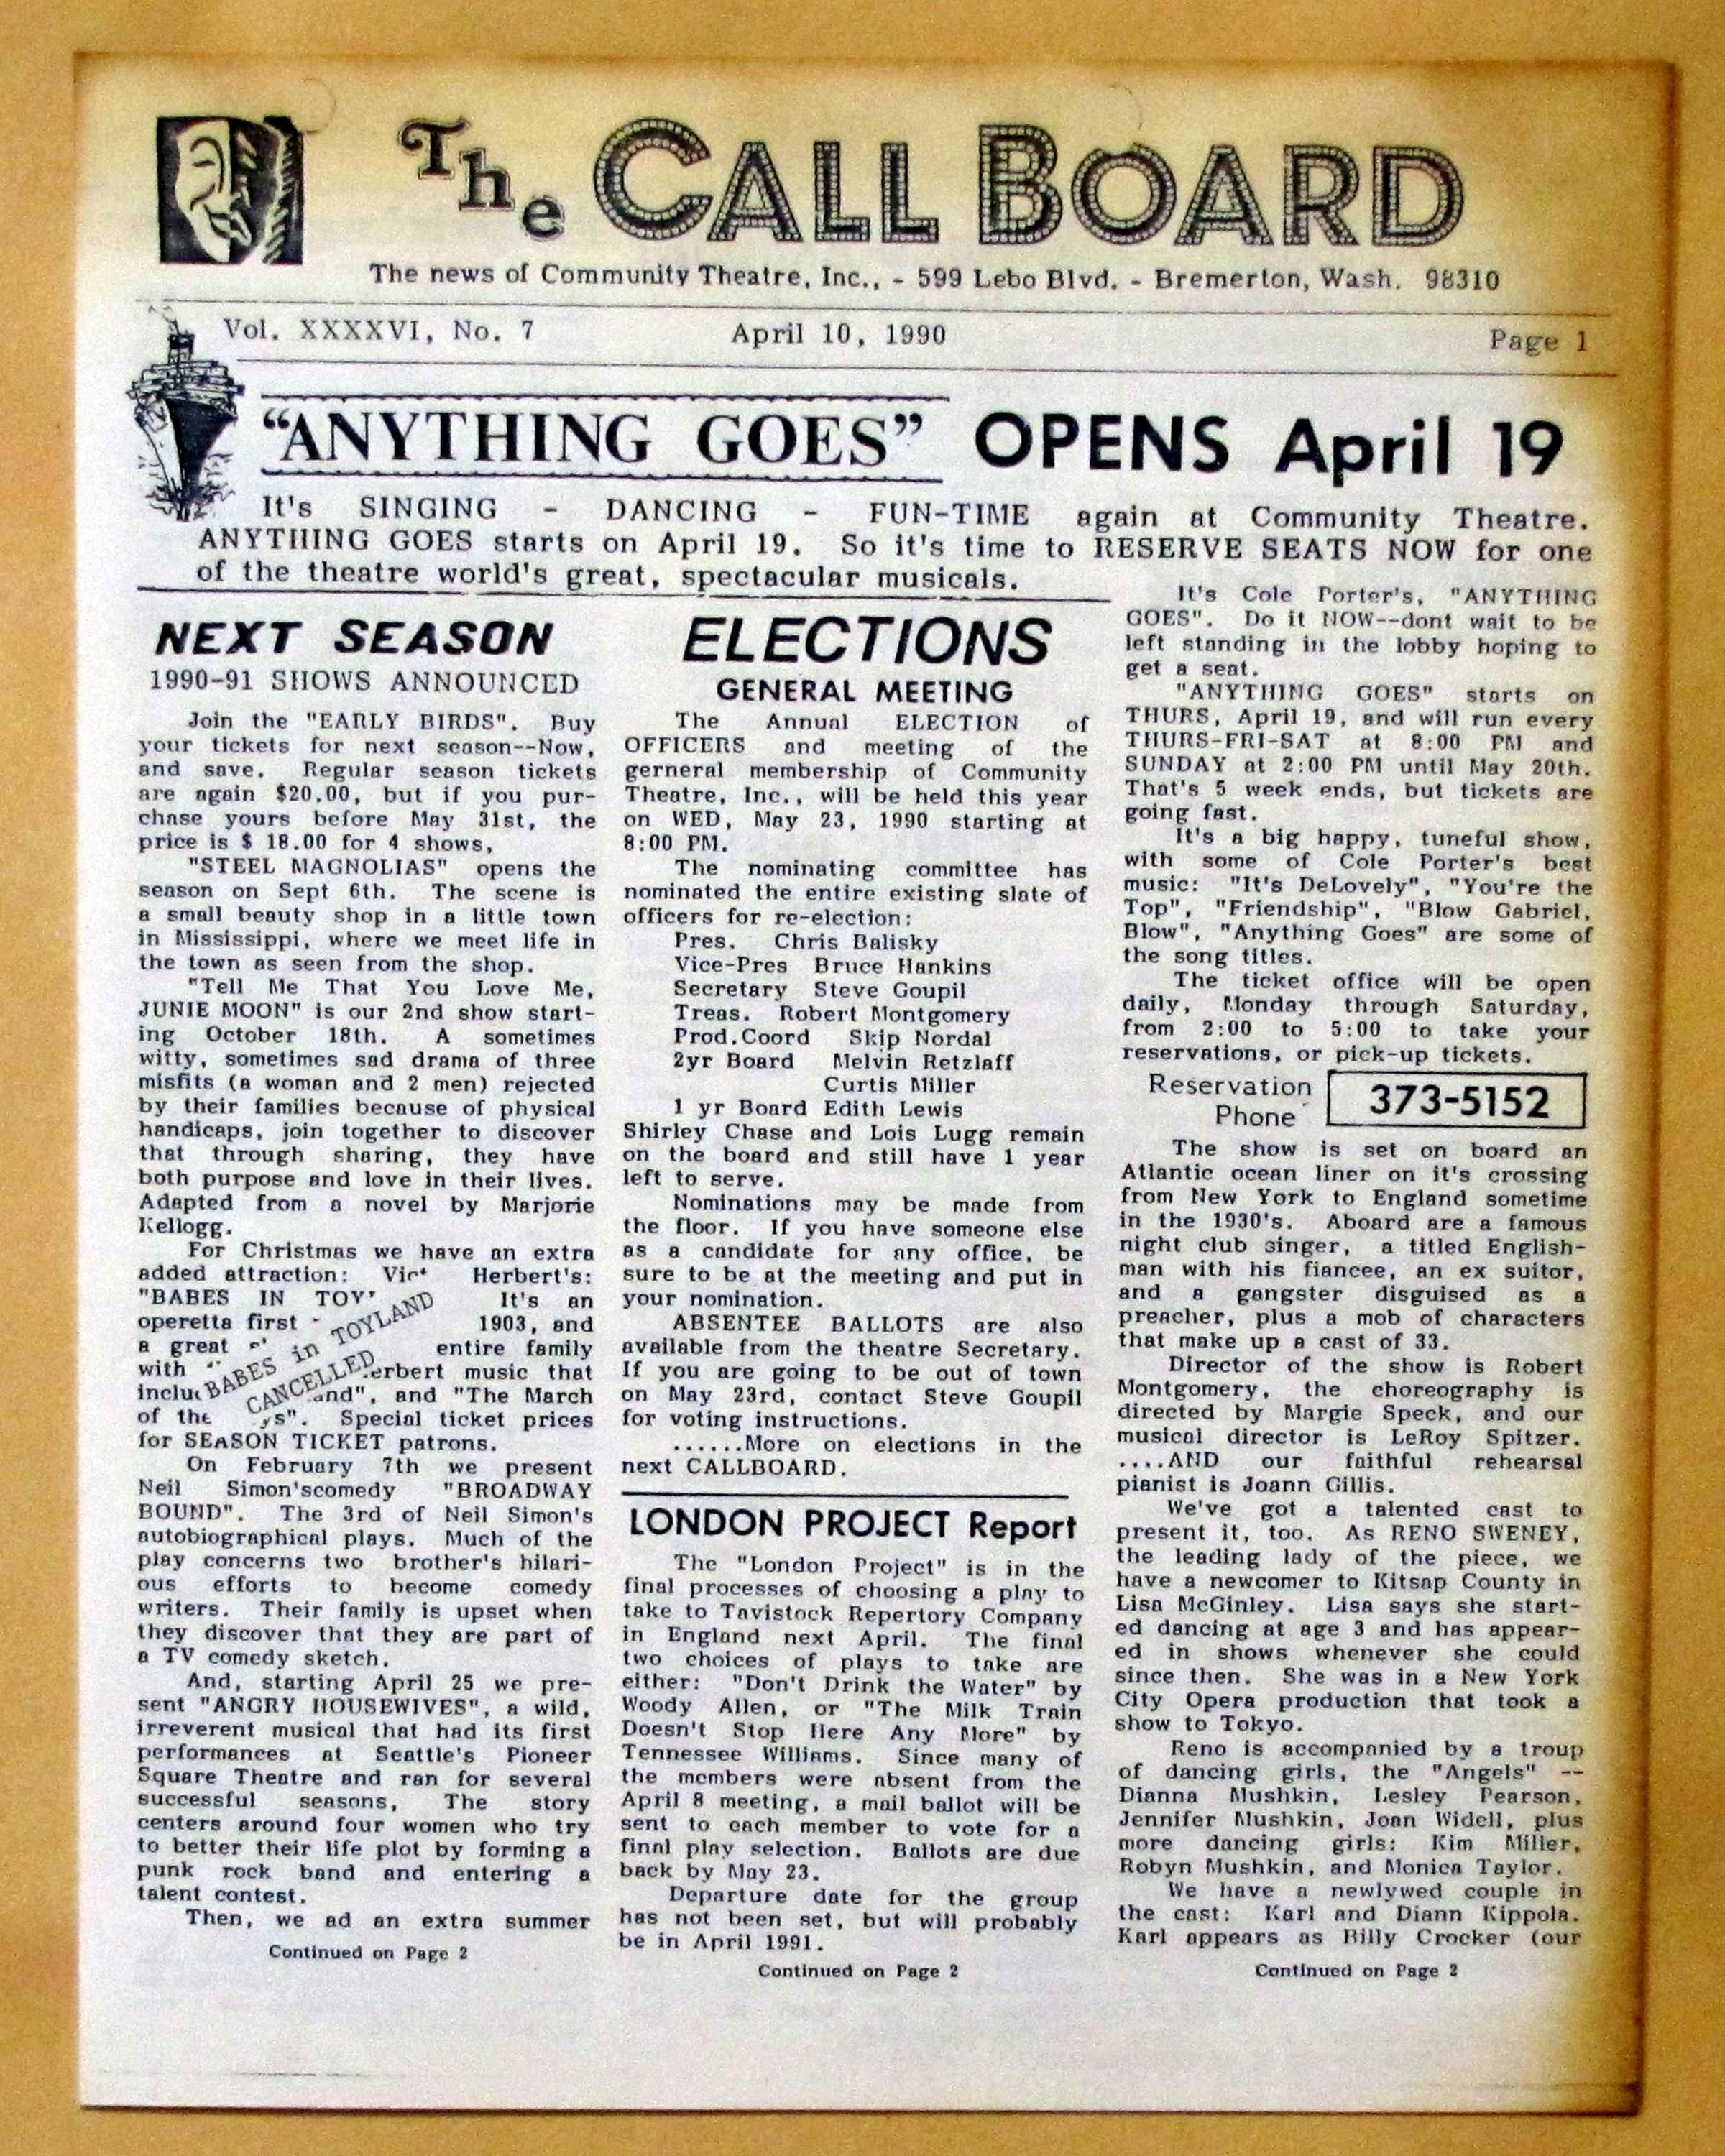 The CALL BOARD
The news of Community Theatre, Inc., - 599 Lebo Blvd. - Bremerton, Wash. 98310
Vol. XXXXVI, No. 7 April 10, 1990 Page 1
“ANYTHING GOES” OPENS April 19
It's SINGING - DANCING - FUN-TIME again at Community Theatre.
ANYTHING GOES starts on April 19. So it's time to RESERVE SEATS NOW for one
of the theatre world's great, spectacular musicals.
NEXT SEASON
1990-91 SHOWS ANNOUNCED
Join the "EARLY BIRDS". Buy
your tickets for next season--Now,
and save. Regular season tickets
are again $20.00, but if you pur-
chase yours before May 31st, the
price is $ 18.00 for 4 shows,
"STEEL MAGNOLIAS" opens the
season on Sept 6th. The scene is
a small beauty shop in a little town
in Mississippi, where we meet life in
the town as seen from the shop.
"Tell Me That You Love Me,
JUNIE MOON" is our 2nd show start-
ing October 18th. A sometimes
witty, sometimes sad drama of three
misfits (a woman and 2 men) rejected
by their families because of physical
handicaps, join together to discover
that through sharing, they have
both purpose and love in their lives.
Adapted from a novel by Marjorie
Kellogg.
For Christmas we have an extra
added attraction: Herbert's:
"BABES IN It's an
operetta first 1903, and
a great entire family
with music that
and", and "The March
of the Special ticket prices
for SEASON TICKET patrons.
BABES in TOYLAND
CANCELLED
On February 7th we present
Neil Simon'scomedy "BROADWAY
BOUND". The 3rd of Neil Simon's
autobiographical plays. Much of the
play concerns two brother's hilari-
ous efforts to become comedy
writers. Their family is upset when
they discover that they are part of
a TV comedy sketch.
And, starting April 25 we pre-
sent "ANGRY HOUSEWIVES", a wild,
irreverent musical that had its first
performances at Seattle's Pioneer
Square Theatre and ran for several
successful seasons, The story
centers around four women who try
to better their life plot by forming a
punk rock band and entering a
talent contest.
Then, we ad an extra summer
Continued on Page 2
ELECTIONS
GENERAL MEETING
The Annual ELECTION of
OFFICERS and meeting of the
gerneral membership of Community
Theatre, Inc., will be held this year
on WED, May 23, 1990 starting at
8:00 PM.
The nominating committee has
nominated the entire existing slate of
officers for re-election:
Pres. Chris Balisky
Vice-Pres Bruce Hankins
Secretary Steve Goupil
Treas. Robert Montgomery
Prod.Coord Skip Nordal
2yr Board Melvin Retzlaff
Curtis Miller
1 yr Board Edith Lewis
Shirley Chase and Lois Lugg remain
on the board and still have 1 year
left to serve.
Nominations may be made from
the floor. If you have someone else
as a candidate for any office, be
sure to be at the meeting and put in
your nomination.
ABSENTEE BALLOTS are also
available from the theatre Secretary.
If you are going to be out of town
on May 23rd, contact Steve Goupil
for voting instructions.
......More on elections in the
next CALLBOARD.
LONDON PROJECT Report
The "London Project" is in the
final processes of choosing a play to
take to Tavistock Repertory Company
in England next April. The final
two choices of plays to take are
either: "Don't Drink the Water" by
Woody Allen, or "The Milk Train
Doesn't Stop Here Any More" by
Tennessee Williams. Since many of
the members were absent from the
April 8 meeting, a mail ballot will be
sent to each member to vote for a
final play selection. Ballots are due
back by May 23.
Departure date for the group
has not been set, but will probably
be in April 1991.
Continued on Page 2
It's Cole Porter's, "ANYTHING
GOES". Do it NOW--dont wait to be
left standing in the lobby hoping to
get a seat.
"ANYTHING GOES" starts on
THURS, April 19, and will run every
THURS-FRI-SAT at 8:00 PM and
SUNDAY at 2:00 PM until May 20th.
That's 5 week ends, but tickets are
going fast.
It's a big happy, tuneful show,
with some of Cole Porter's best
music: "It's DeLovely", "You're the
Top", "Friendship", "Blow Gabriel,
Blow", "Anything Goes" are some of
the song titles.
The ticket office will be open
daily, Monday through Saturday,
from 2:00 to 5:00 to take your
reservations, or pick-up tickets.
Reservation
Phone 373-5152
The show is set on board an
Atlantic ocean liner on it's crossing
from New York to England sometime
in the 1930's. Aboard are a famous
night club singer, a titled English-
man with his fiancee, an ex suitor,
and a gangster disguised as a
preacher, plus a mob of characters
that make up a cast of 33.
Director of the show is Robert
Montgomery, the choreography is
directed by Margie Speck, and our
musical director is LeRoy Spitzer.
....AND our faithful rehearsal
pianist is Joann Gillis.
We've got a talented cast to
present it, too. As RENO SWENEY,
the leading lady of the piece, we
have a newcomer to Kitsap County in
Lisa McGinley. Lisa says she start-
ed dancing at age 3 and has appear-
ed in shows whenever she could
since then. She was in a New York
City Opera production that took a
show to Tokyo.
Reno is accompanied by a troup
of dancing girls, the "Angels" --
Dianna Mushkin, Lesley Pearson,
Jennifer Mushkin, Joan Widell, plus
more dancing girls: Kim Miller,
Robyn Mushkin, and Monica Taylor.
We have a newlywed couple in
the cast: Karl and Diann Kippola.
Karl appears as Billy Crocker (our
Continued on Page 2